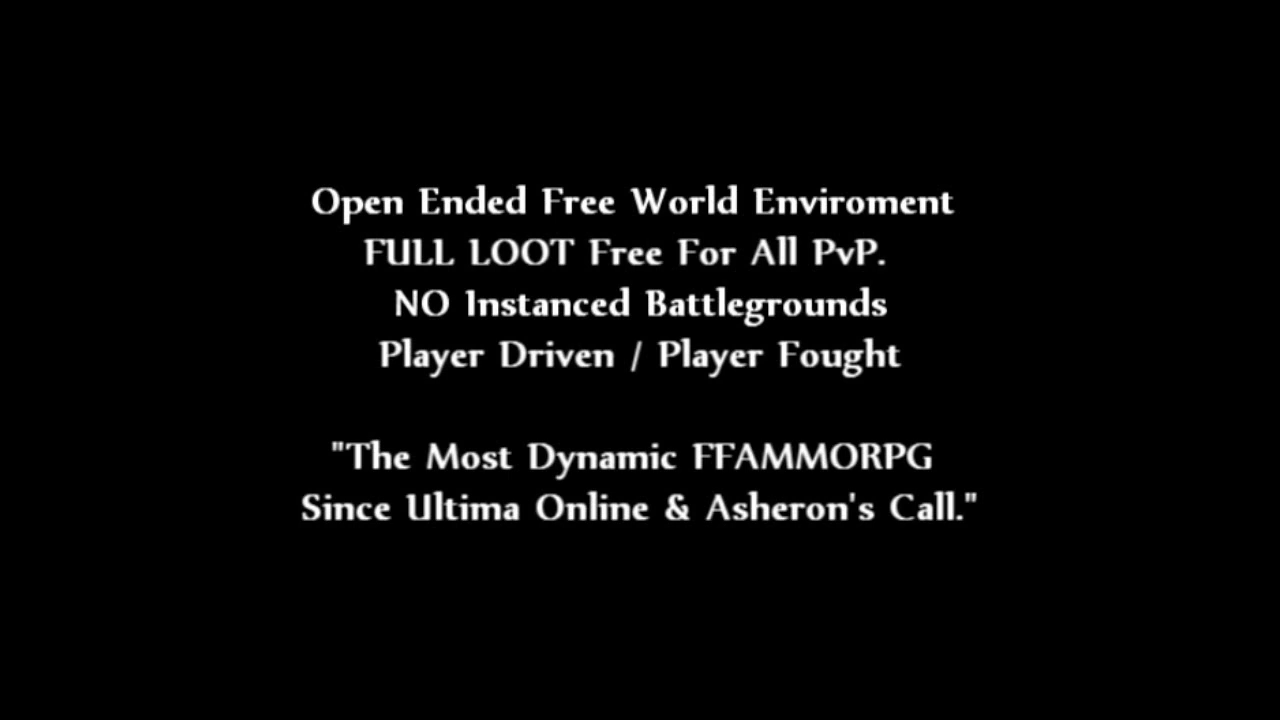 Open Ended Free World Enviroment
FULL LOOT Free For All PvP.
NO Instanced Battlegrounds
Player Driven / Player Fought
"The Most Dynamic FFAMMORPG
Since Ultima Online & Asheron's Call."